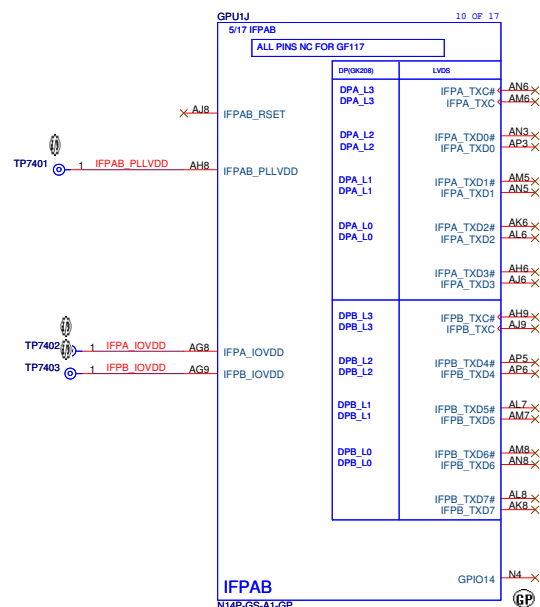 GPU1J
10 OF 17
5/17 IFPAB
ALL PINS NC FOR GF117
DP(GK208)
LVDS
DPA_L3
DPA_L3
IFPA_TXC#
IFPA_TXC
AN6
AM6
AJ8
IFPAB_RSET
DPA_L2
DPA_L2
IFPA_TXD0#
IFPA_TXD0
AN3
AP3
TP7401
1
IFPAB_PLLVDD
AH8
IFPAB_PLLVDD
DPA_L1
DPA_L1
IFPA_TXD1#
IFPA_TXD1
AM5
AN5
DPA_L0
DPA_L0
IFPA_TXD2#
IFPA_TXD2
AK6
AL6
IFPA_TXD3#
IFPA_TXD3
AH6
AJ6
DPB_L3
DPB_L3
IFPB_TXC#
IFPB_TXC
AH9
AJ9
TP7402
1
IFPA_IOVDD
AG8
IFPA_IOVDD
TP7403
1
IFPB_IOVDD
AG9
IFPB_IOVDD
DPB_L2
DPB_L2
IFPB_TXD4#
IFPB_TXD4
AP5
AP6
DPB_L1
DPB_L1
IFPB_TXD5#
IFPB_TXD5
AL7
AM7
DPB_L0
DPB_L0
IFPB_TXD6#
IFPB_TXD6
AM8
AN8
IFPB_TXD7#
IFPB_TXD7
AL8
AK8
IFPAB
GPIO14
N4
GP
N14P-GS-A1-GP